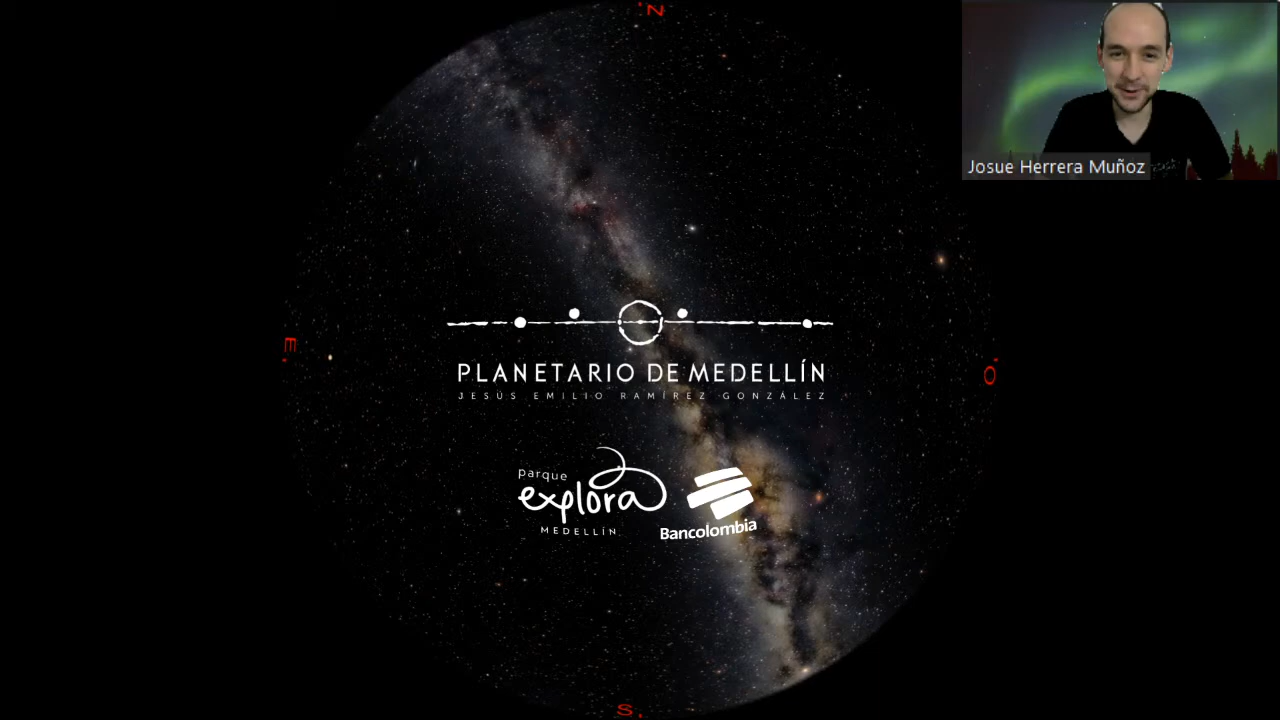 N
Josue Herrera Muñoz
E
O
PLANETARIO DE MEDELLÍN
JESÚS EMILIO RAMÍREZ GONZÁLEZ
parque
explora
MEDELLÍN
Bancolombia
S